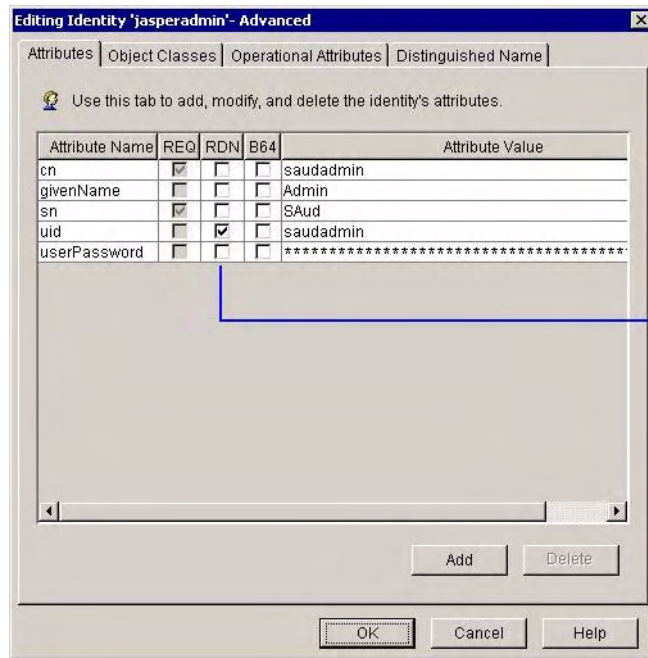 Editing Identity 'jasperadmin'- Advanced
Attributes Object Classes Operational Attributes Distinguished Name
Use this tab to add, modify, and delete the identity's attributes.
Attribute Name REQ RDN B64 Attribute Value
cn saudadmin
givenName Admin
sn SAud
uid saudadmin
userPassword ****************************************
Add Delete
OK Cancel Help